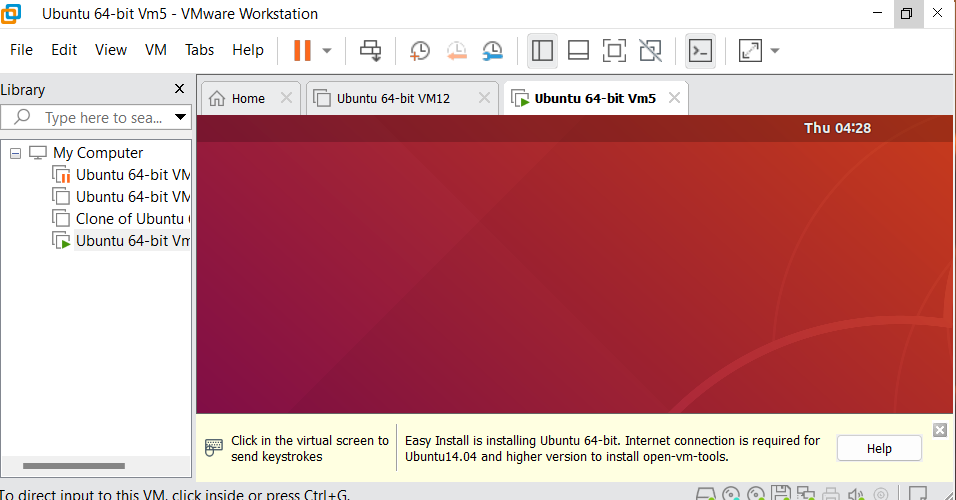 Ubuntu 64-bit Vm5 - VMware Workstation
File Edit View VM Tabs Help
Library
Type here to sea...
My Computer
Ubuntu 64-bit VM
Ubuntu 64-bit VM
Clone of Ubuntu
Ubuntu 64-bit Vm
Home
Ubuntu 64-bit VM12
Ubuntu 64-bit Vm5
Thu 04:28
Click in the virtual screen to
send keystrokes
Easy Install is installing Ubuntu 64-bit. Internet connection is required for
Ubuntu14.04 and higher version to install open-vm-tools.
Help
To direct input to this VM, click inside or press Ctrl+G.